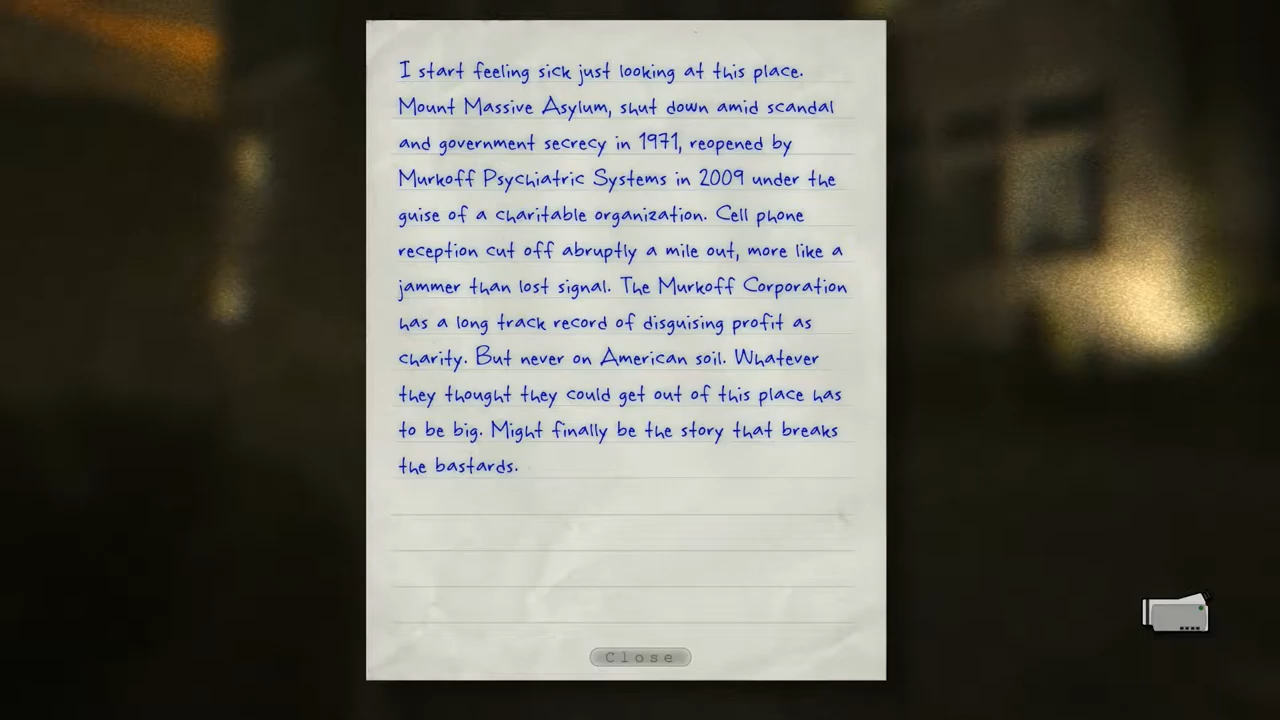 I start feeling sick just looking at this place.
Mount Massive Asylum, shut down amid scandal
and government secrecy in 1971, reopened by
Murkoff Psychiatric Systems in 2009 under the
guise of a charitable organization. Cell phone
reception cut off abruptly a mile out, more like a
jammer than lost signal. The Murkoff Corporation
has a long track record of disguising profit as
charity. But never on American soil. Whatever
they thought they could get out of this place has
to be big. Might finally be the story that breaks
the bastards.
Close